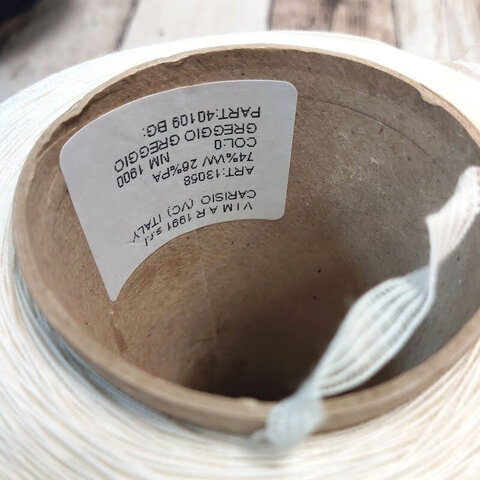 VIMAR 1991 s.r.l
CARISIO (VC) ITALY
ART:13058
74%VV/ 26%PA
COL:0 NM 1900
GREGGIO GREGGIO
PART:40109 BG: